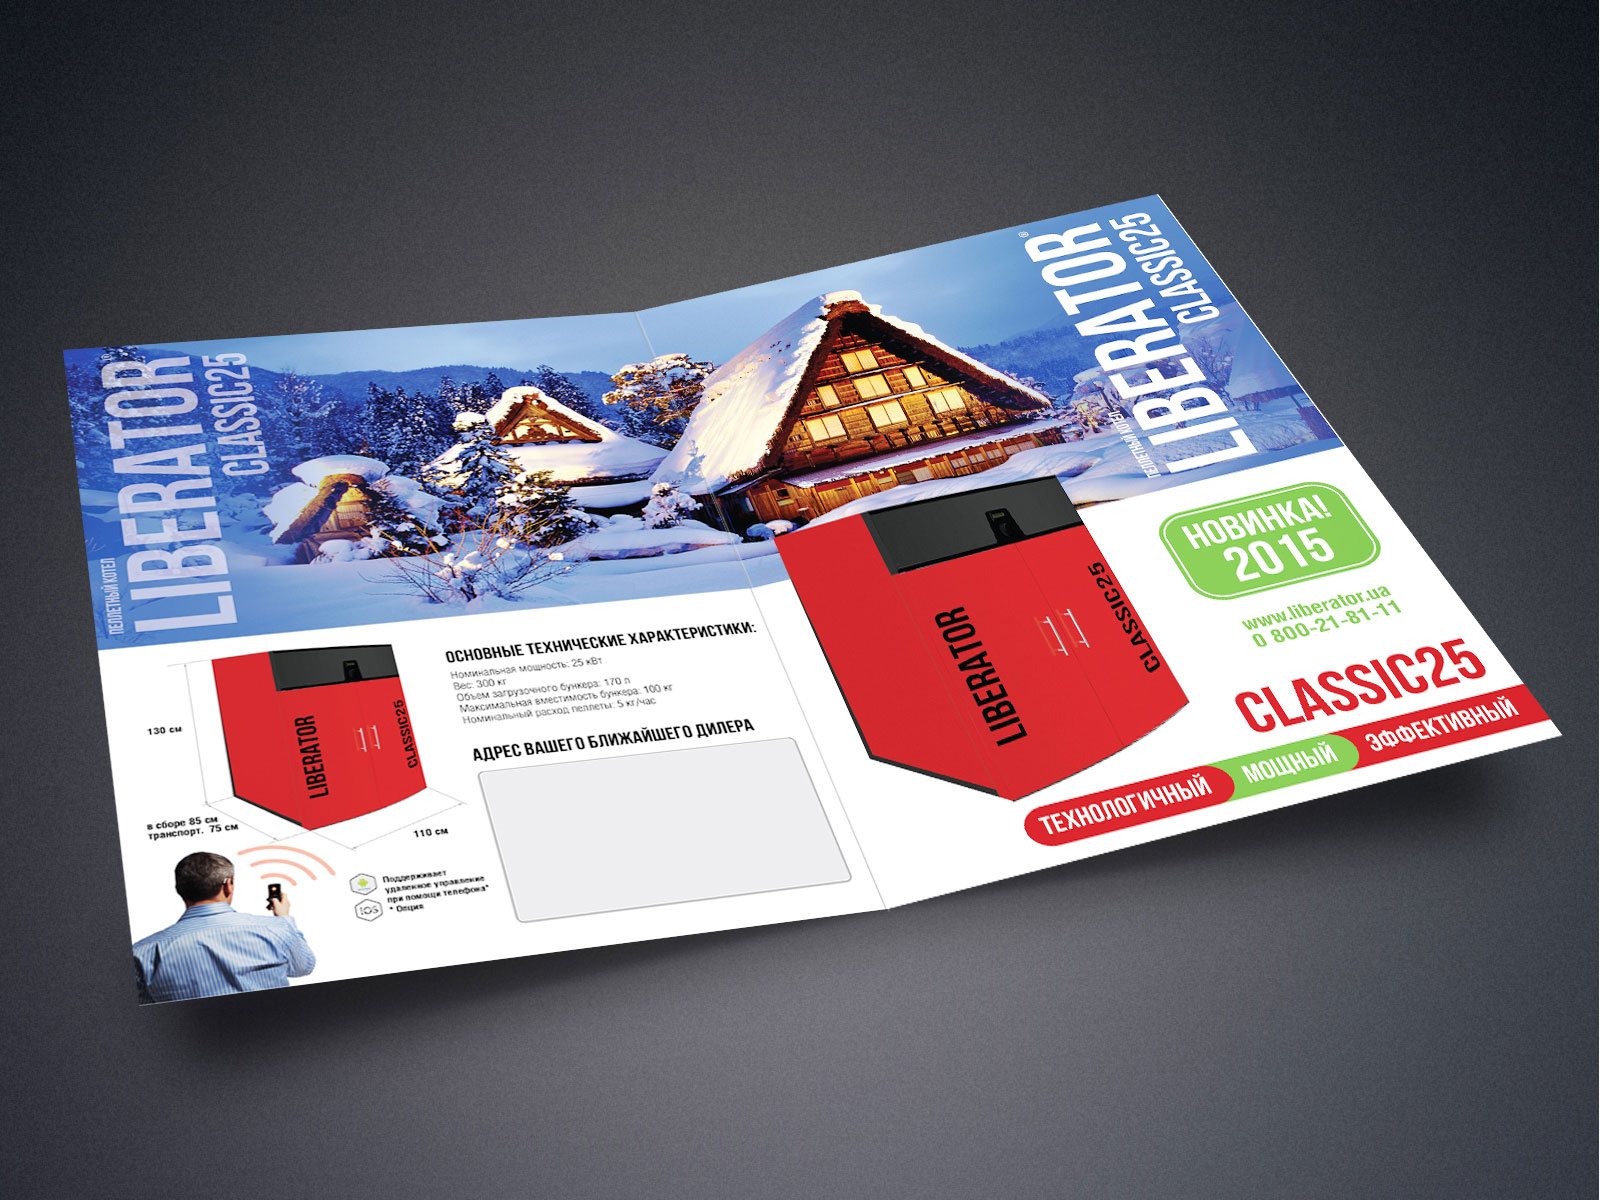 ПЕЛЛЕТНЫЙ КОТЕЛ
LIBERATOR®
CLASSIC25
130 см
LIBERATOR
CLASSIC25
в сборе 85 см
транспорт. 75 см
110 см
Поддерживает
удаленное управление
при помощи телефона*
* Опция
iOS
ОСНОВНЫЕ ТЕХНИЧЕСКИЕ ХАРАКТЕРИСТИКИ:
Номинальная мощность: 25 кВт
Вес: 300 кг
Объем загрузочного бункера: 170 л
Максимальная вместимость бункера: 100 кг
Номинальный расход пеллеты: 5 кг/час
АДРЕС ВАШЕГО БЛИЖАЙШЕГО ДИЛЕРА
ПЕЛЛЕТНЫЙ КОТЕЛ
LIBERATOR®
CLASSIC25
LIBERATOR
CLASSIC25
НОВИНКА!
2015
www.liberator.ua
0 800-21-81-11
CLASSIC25
ТЕХНОЛОГИЧНЫЙ МОЩНЫЙ ЭФФЕКТИВНЫЙ